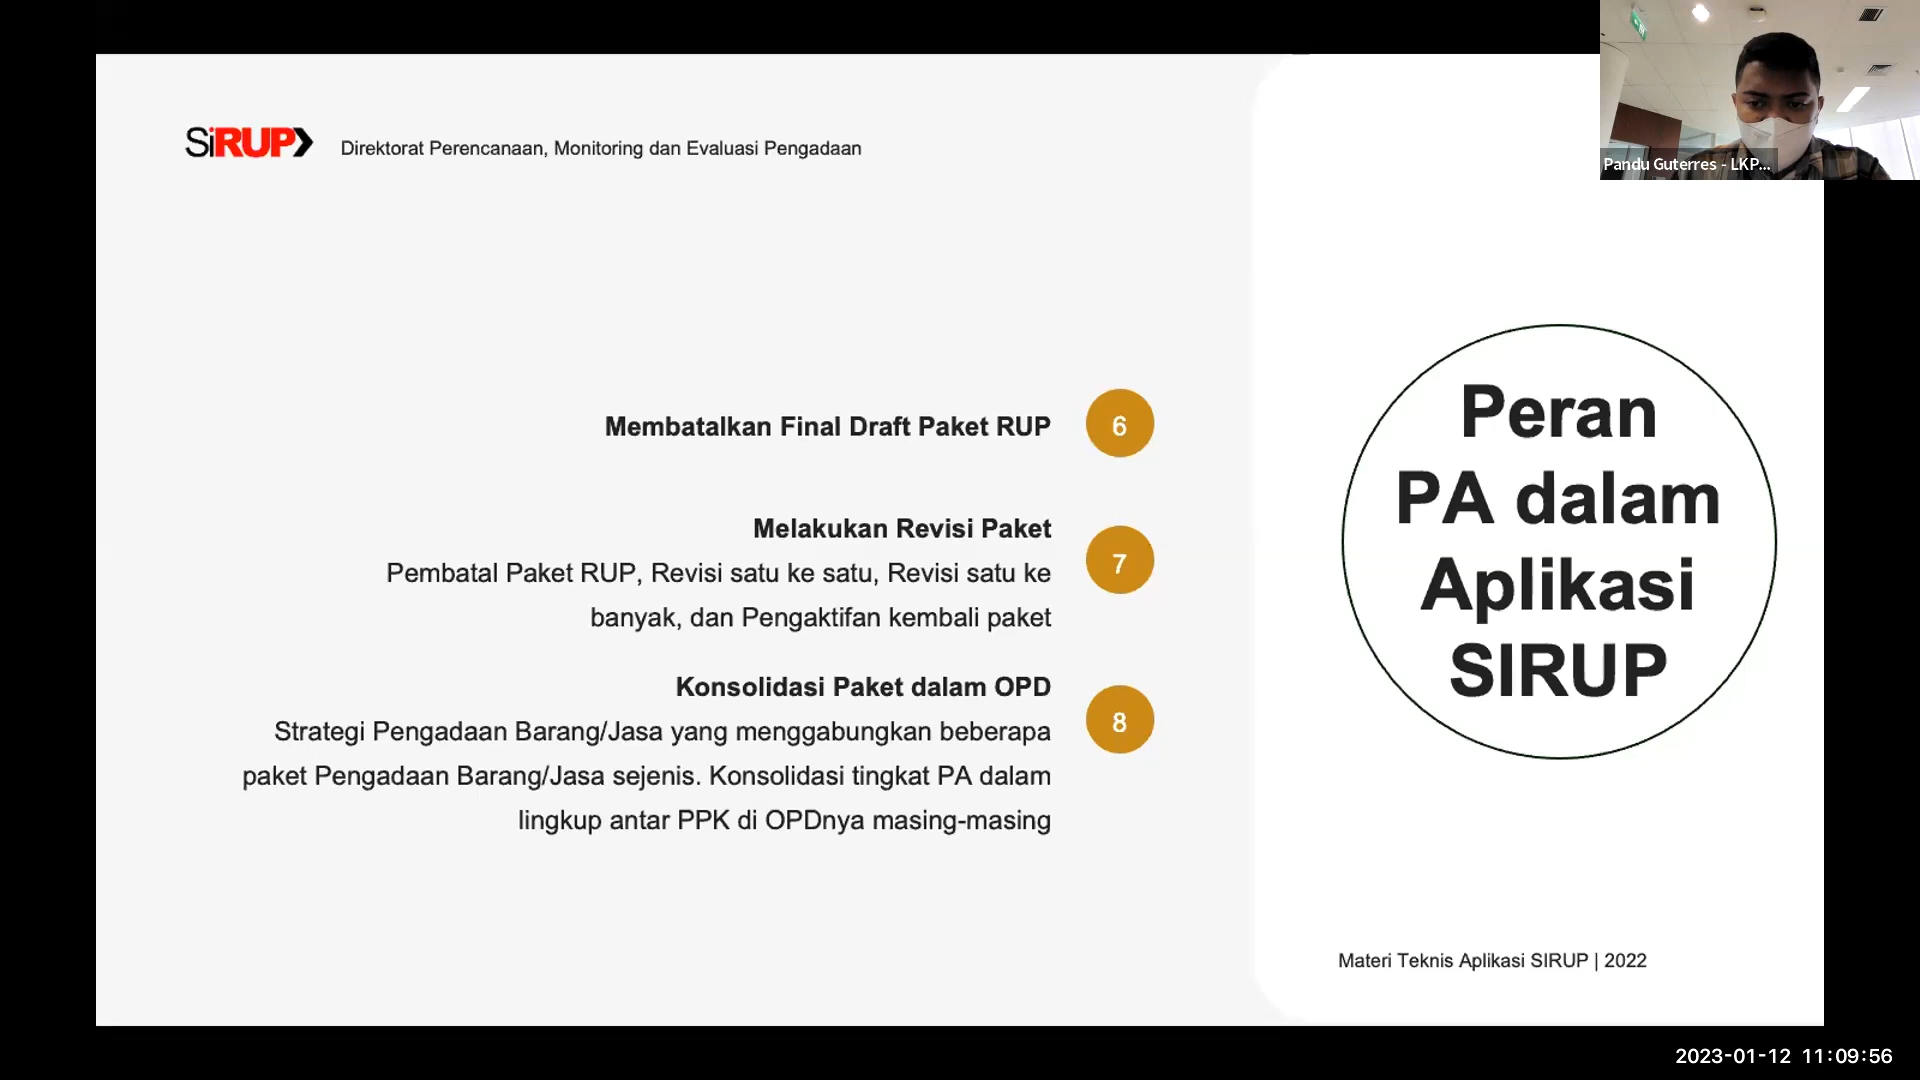 SiRUP
Direktorat Perencanaan, Monitoring dan Evaluasi Pengadaan
Pandu Guterres - LKP...
Membatalkan Final Draft Paket RUP
6
Melakukan Revisi Paket
7
Pembatal Paket RUP, Revisi satu ke satu, Revisi satu ke
banyak, dan Pengaktifan kembali paket
Konsolidasi Paket dalam OPD
8
Strategi Pengadaan Barang/Jasa yang menggabungkan beberapa
paket Pengadaan Barang/Jasa sejenis. Konsolidasi tingkat PA dalam
lingkup antar PPK di OPDnya masing-masing
Peran
PA dalam
Aplikasi
SIRUP
Materi Teknis Aplikasi SIRUP | 2022
2023-01-12 11:09:56